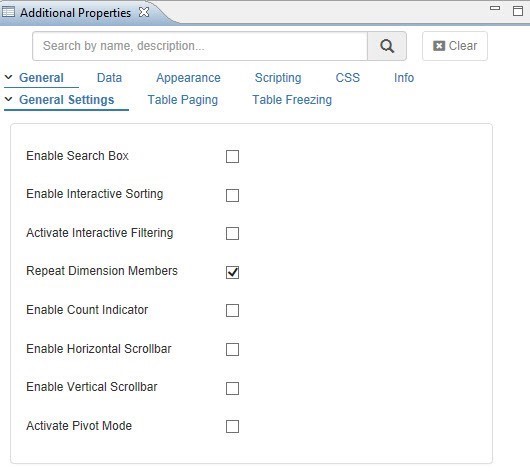 Additional Properties
Search by name, description...
Clear
General Data Appearance Scripting CSS Info
General Settings Table Paging Table Freezing
Enable Search Box
Enable Interactive Sorting
Activate Interactive Filtering
Repeat Dimension Members
Enable Count Indicator
Enable Horizontal Scrollbar
Enable Vertical Scrollbar
Activate Pivot Mode